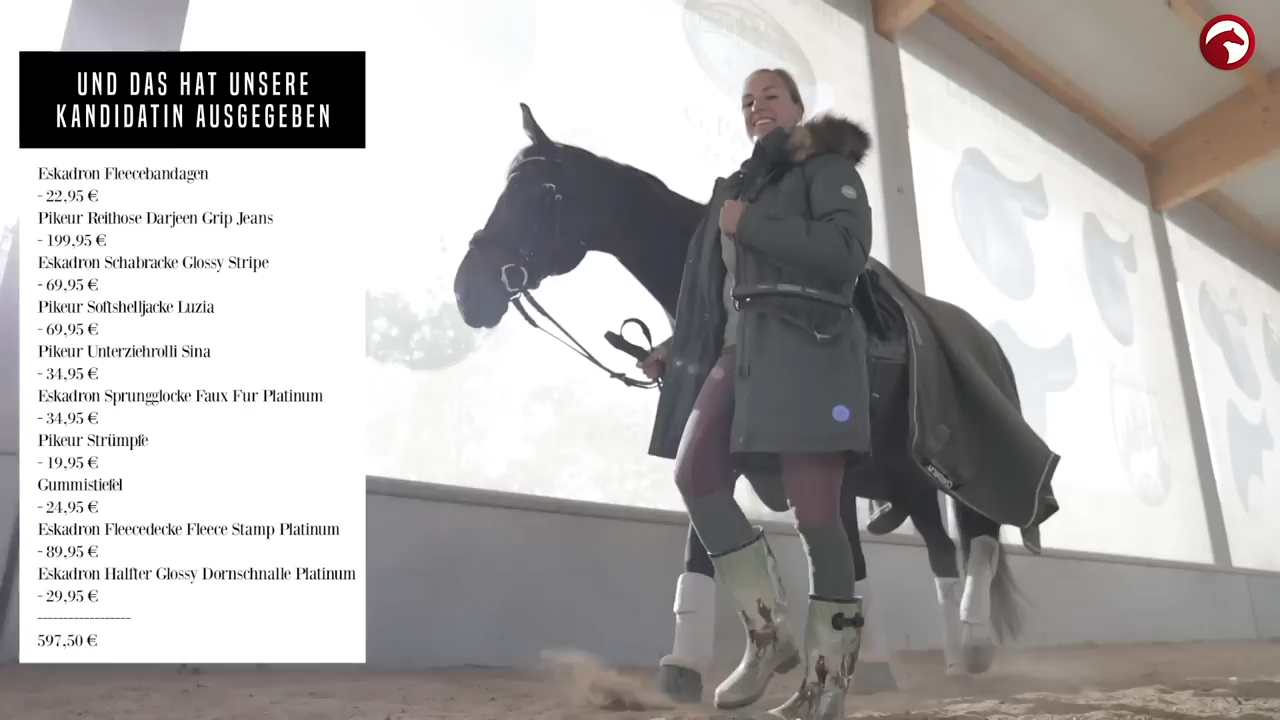 UND DAS HAT UNSERE
KANDIDATIN AUSGEGEBEN
Eskadron Fleecebandagen
- 22,95 €
Pikeur Reithose Darjeen Grip Jeans
- 199,95 €
Eskadron Schabracke Glossy Stripe
- 69,95 €
Pikeur Softshelljacke Luzia
- 69,95 €
Pikeur Unterziehrolli Sina
- 34,95 €
Eskadron Sprungglocke Faux Fur Platinum
- 34,95 €
Pikeur Strümpfe
- 19,95 €
Gummistiefel
- 24,95 €
Eskadron Fleecedecke Fleece Stamp Platinum
- 89,95 €
Eskadron Halfter Glossy Dornschnalle Platinum
- 29,95 €
------------------
597,50 €